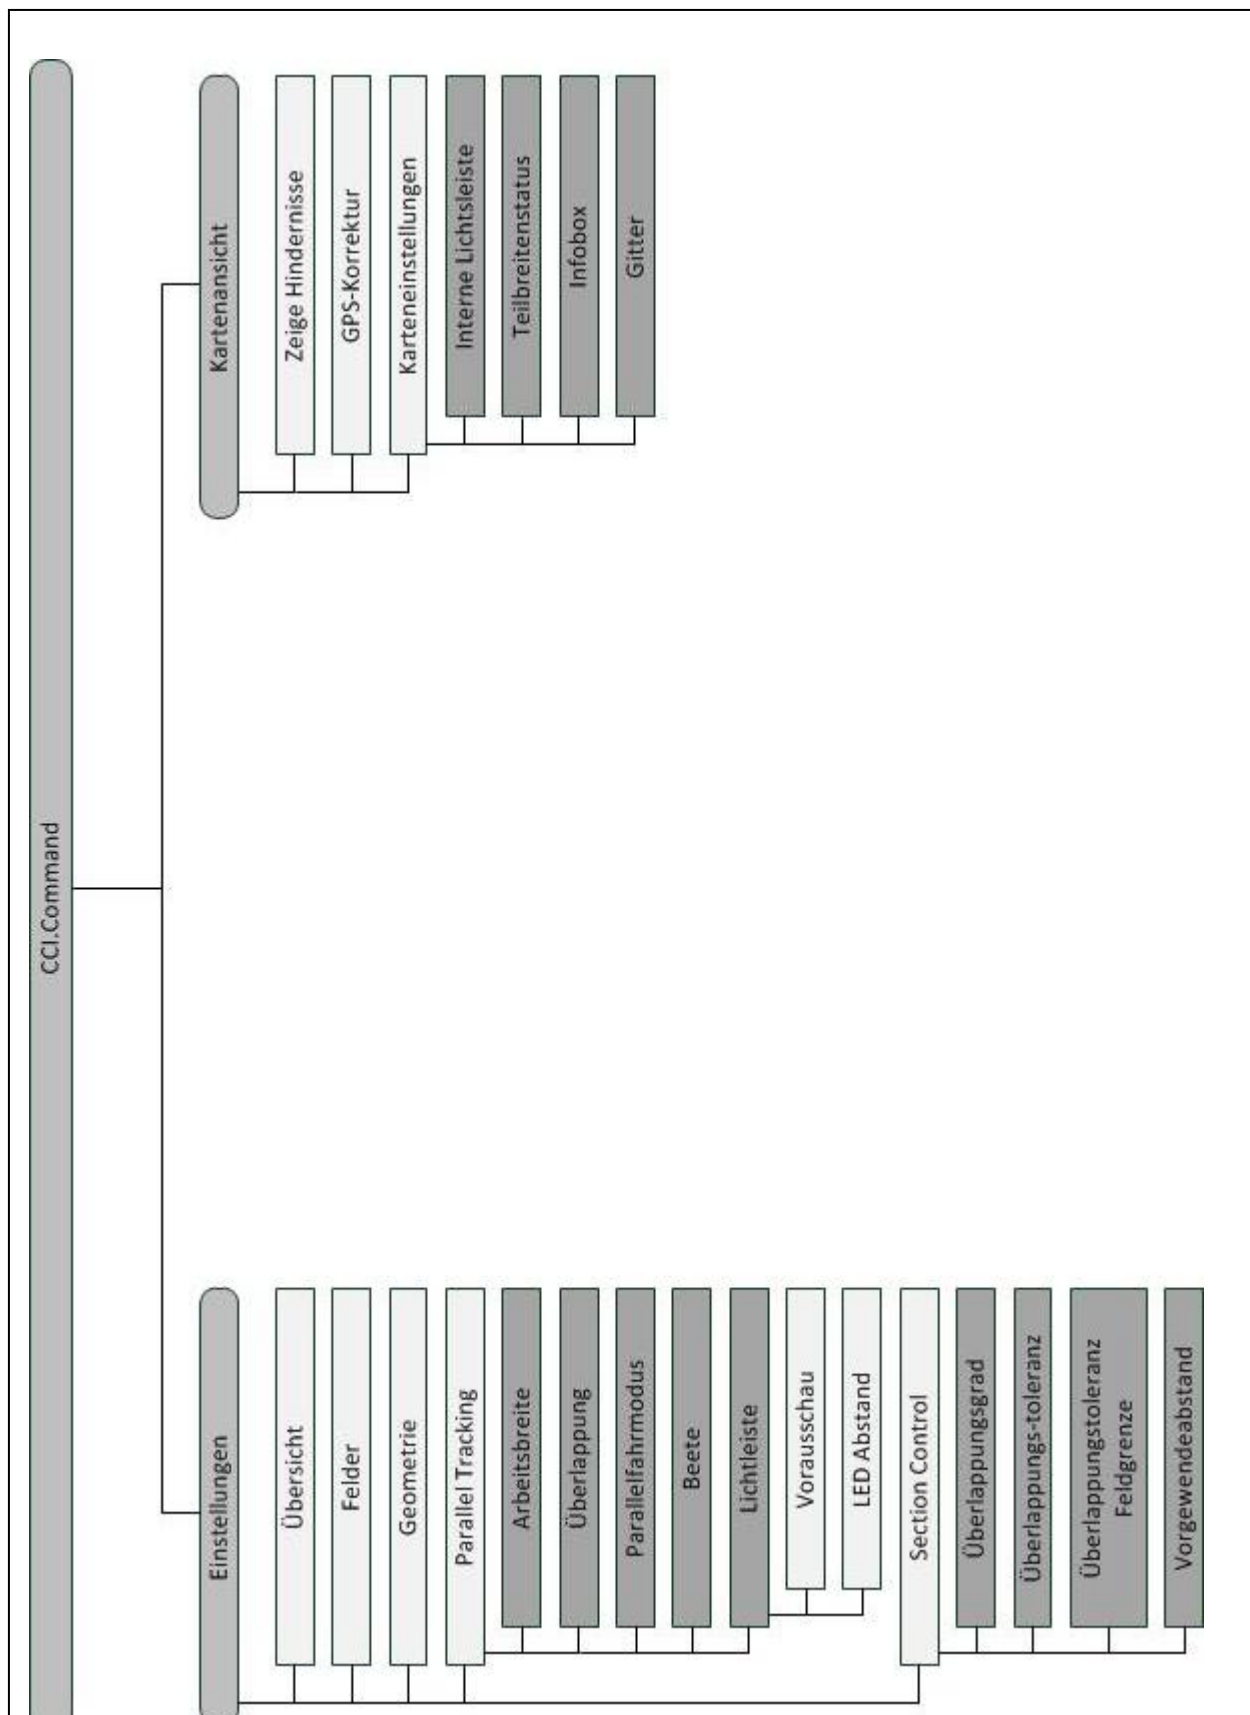 CCI.Command
Einstellungen
Übersicht
Felder
Geometrie
Parallel Tracking
Arbeitsbreite
Überlappung
Parallelfahrmodus
Beete
Lichtleiste
Vorausschau
LED Abstand
Section Control
Überlappungsgrad
Überlappungs-toleranz
Überlappungstoleranz
Feldgrenze
Vorgewendeabstand
Kartenansicht
Zeige Hindernisse
GPS-Korrektur
Karteneinstellungen
Interne Lichtsleiste
Teilbreitenstatus
Infobox
Gitter